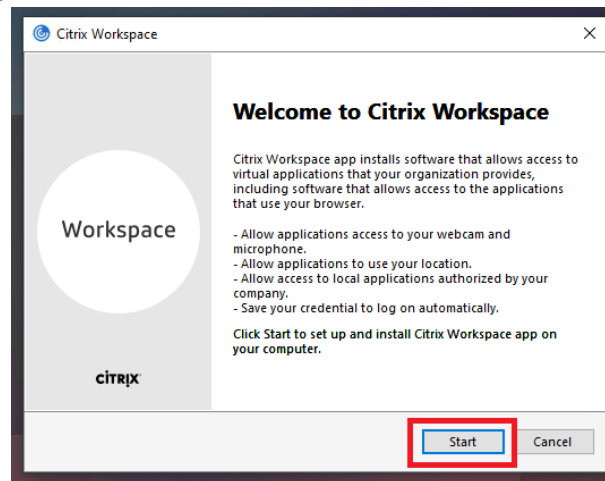 Citrix Workspace
Welcome to Citrix Workspace
Citrix Workspace app installs software that allows access to
virtual applications that your organization provides,
including software that allows access to the applications
that use your browser.
- Allow applications access to your webcam and
microphone.
- Allow applications to use your location.
- Allow access to local applications authorized by your
company.
- Save your credential to log on automatically.
Click Start to set up and install Citrix Workspace app on
your computer.
Workspace
CITRIX
Start
Cancel